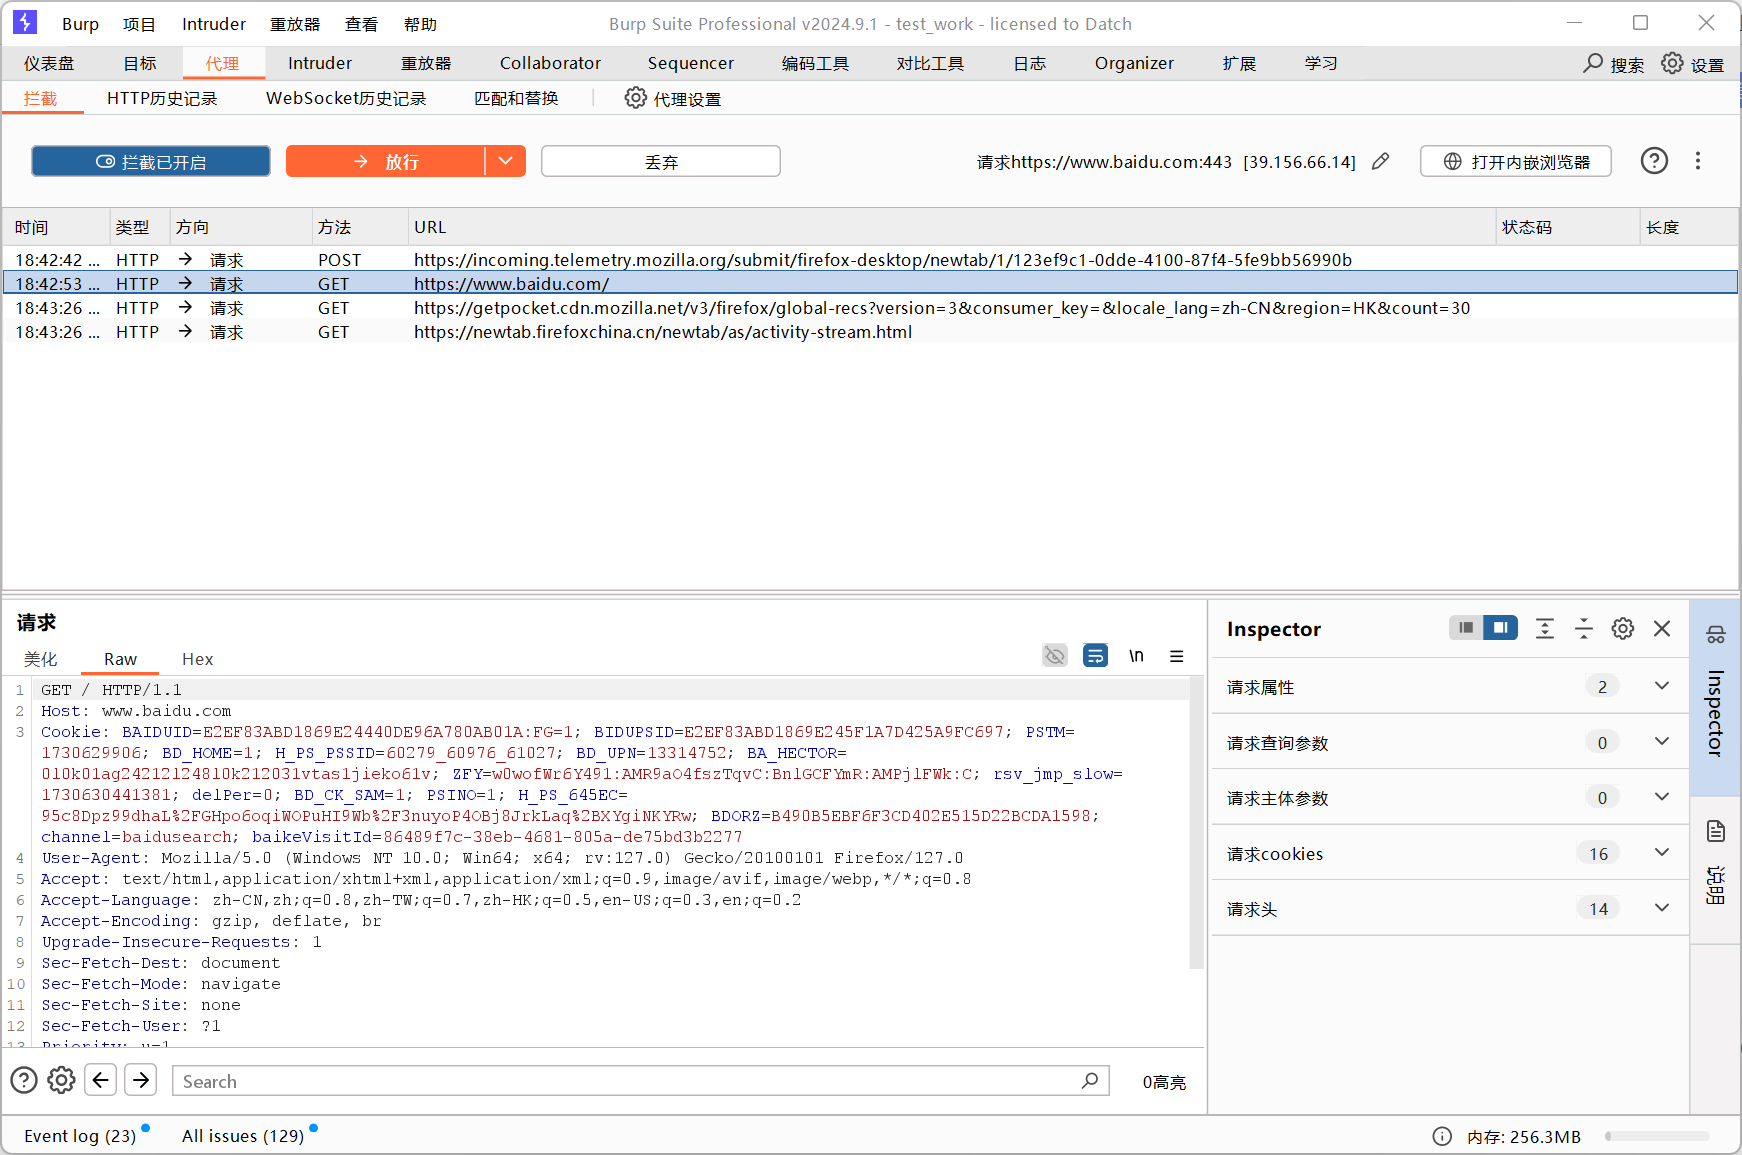 Burp 项目 Intruder 重放器 查看 帮助 Burp Suite Professional v2024.9.1 - test_work - licensed to Datch
仪表盘 目标 代理 Intruder 重放器 Collaborator Sequencer 编码工具 对比工具 日志 Organizer 扩展 学习 搜索 设置
拦截 HTTP历史记录 WebSocket历史记录 匹配和替换 代理设置
拦截已开启 放行 丢弃 请求https://www.baidu.com:443 [39.156.66.14] 打开内嵌浏览器
时间 类型 方向 方法 URL 状态码 长度
18:42:42 ... HTTP → 请求 POST https://incoming.telemetry.mozilla.org/submit/firefox-desktop/newtab/1/123ef9c1-0dde-4100-87f4-5fe9bb56990b
18:42:53 ... HTTP → 请求 GET https://www.baidu.com/
18:43:26 ... HTTP → 请求 GET https://getpocket.cdn.mozilla.net/v3/firefox/global-recs?version=3&consumer_key=&locale_lang=zh-CN&region=HK&count=30
18:43:26 ... HTTP → 请求 GET https://newtab.firefoxchina.cn/newtab/as/activity-stream.html
请求
美化 Raw Hex \n
1 GET / HTTP/1.1
2 Host: www.baidu.com
3 Cookie: BAIDUID=E2EF83ABD1869E24440DE96A780AB01A:FG=1; BIDUPSID=E2EF83ABD1869E245F1A7D425A9FC697; PSTM=
1730629906; BD_HOME=1; H_PS_PSSID=60279_60976_61027; BD_UPN=13314752; BA_HECTOR=
010k01ag24212124810k212031vtas1jieko61v; ZFY=w0wofWr6Y491:AMR9aO4fszTqvC:BnlGCFYmR:AMPjlFWk:C; rsv_jmp_slow=
1730630441381; delPer=0; BD_CK_SAM=1; PSINO=1; H_PS_645EC=
95c8Dpz99dhaL%2FGHpo6oqiWOPuHI9Wb%2F3nuyoP4OBj8JrkLaq%2BXYgiNKYRw; BDORZ=B490B5EBF6F3CD402E515D22BCDA1598;
channel=baidusearch; baikeVisitId=86489f7c-38eb-4681-805a-de75bd3b2277
4 User-Agent: Mozilla/5.0 (Windows NT 10.0; Win64; x64; rv:127.0) Gecko/20100101 Firefox/127.0
5 Accept: text/html,application/xhtml+xml,application/xml;q=0.9,image/avif,image/webp,*/*;q=0.8
6 Accept-Language: zh-CN,zh;q=0.8,zh-TW;q=0.7,zh-HK;q=0.5,en-US;q=0.3,en;q=0.2
7 Accept-Encoding: gzip, deflate, br
8 Upgrade-Insecure-Requests: 1
9 Sec-Fetch-Dest: document
10 Sec-Fetch-Mode: navigate
11 Sec-Fetch-Site: none
12 Sec-Fetch-User: ?1
13 Priority: u=1
Search 0高亮
Inspector
请求属性 2
请求查询参数 0
请求主体参数 0
请求cookies 16
请求头 14
Inspector
说明
Event log (23) All issues (129) 内存: 256.3MB